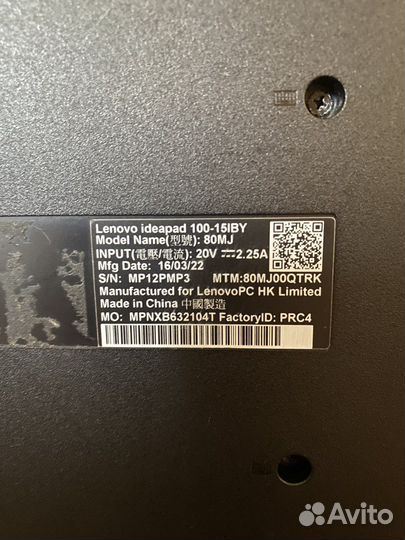 Lenovo ideapad 100-15IBY
Model Name(型號): 80MJ
INPUT(電壓/電流): 20V ⎓ 2.25A
Mfg Date: 16/03/22
S/N: MP12PMP3 MTM:80MJ00QTRK
Manufactured for LenovoPC HK Limited
Made in China 中國製造
MO: MPNXB632104T FactoryID: PRC4
Avito